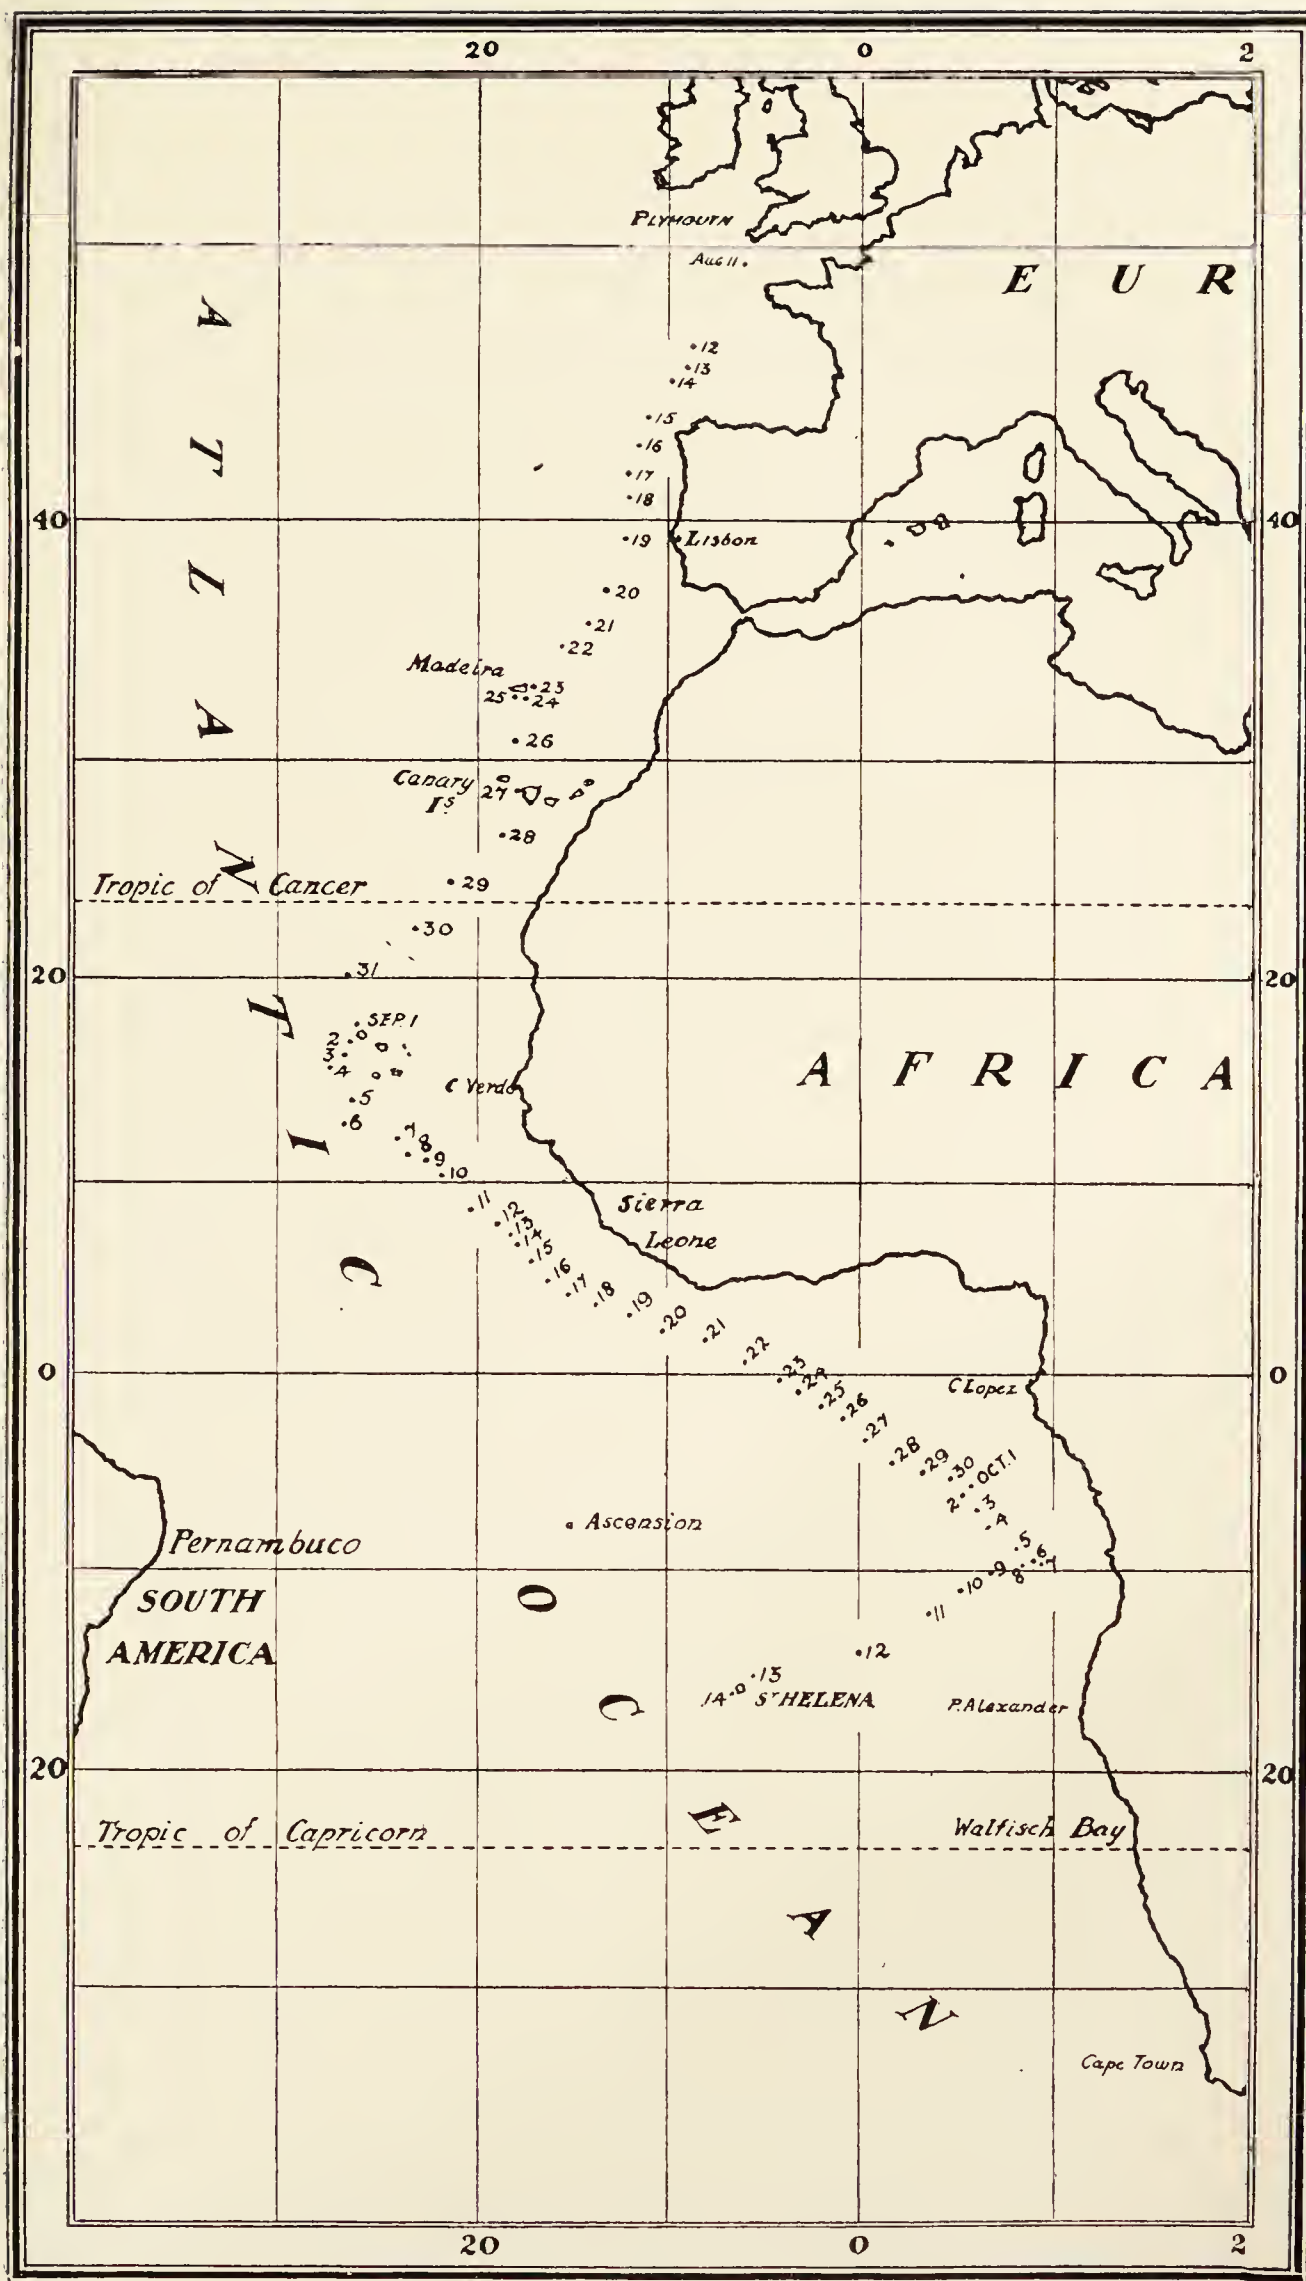 20 0 2
PLYMOUTH
AUG 11
E U R
12
13
14
15
16
17
18
40 40
19 Lisbon
20
21
22
Madeira
23
25 24
26
Canary
Is. 27
28
29
Tropic of Cancer
30
31
20 20
SEP. 1
2
3
4
A F R I C A
C Verde
5
6
7
8
9
10
11
Sierra
Leone
12
13
14
15
16
17
18
19
20
21
22
0 0
23
24
C Lopez
25
26
27
28
29
30
OCT. 1
2
3
4
Ascension
Pernambuco
5
6
7
8
9
10
11
SOUTH
AMERICA
12
13
14 ST HELENA
P. Alexander
20 20
Tropic of Capricorn
Walfisch Bay
Cape Town
A T L A N T I C O C E A N
20 0 2